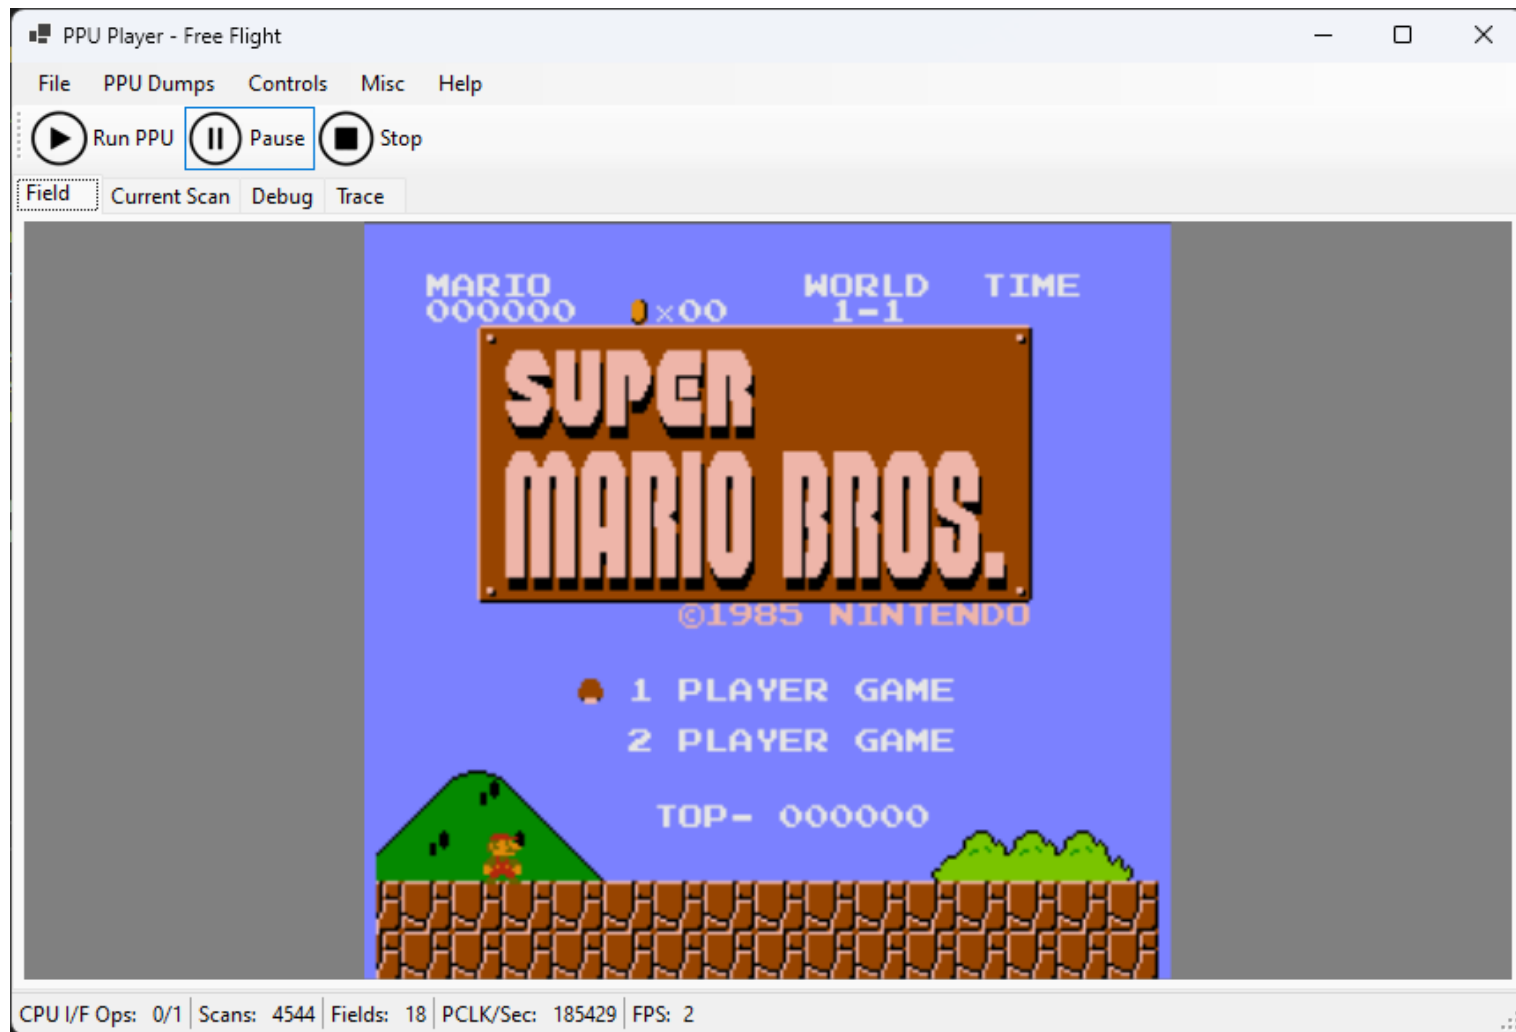 PPU Player - Free Flight
File PPU Dumps Controls Misc Help
Run PPU Pause Stop
Field Current Scan Debug Trace
MARIO WORLD TIME
000000 ×00 1-1
SUPER
MARIO BROS.
©1985 NINTENDO
1 PLAYER GAME
2 PLAYER GAME
TOP- 000000
CPU I/F Ops: 0/1 Scans: 4544 Fields: 18 PCLK/Sec: 185429 FPS: 2